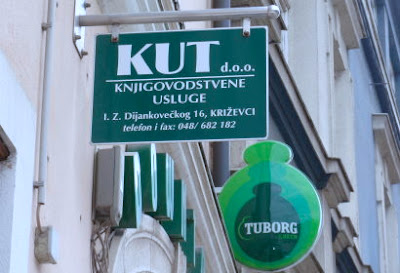 KUT d.o.o.
KNJIGOVODSTVENE
USLUGE
I. Z. Dijankovečkog 16, KRIŽEVCI
telefon i fax: 048/ 682 182
TUBORG